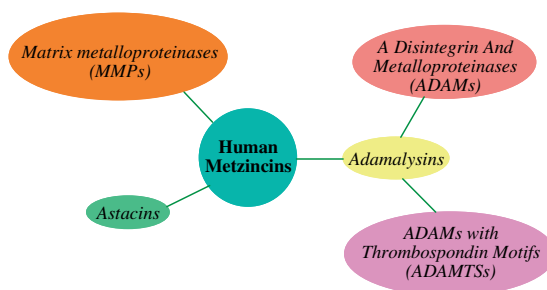 Matrix metalloproteinases
(MMPs)
A Disintegrin And
Metalloproteinases
(ADAMs)
Human
Metzincins
Adamalysins
Astacins
ADAMs with
Thrombospondin Motifs
(ADAMTSs)